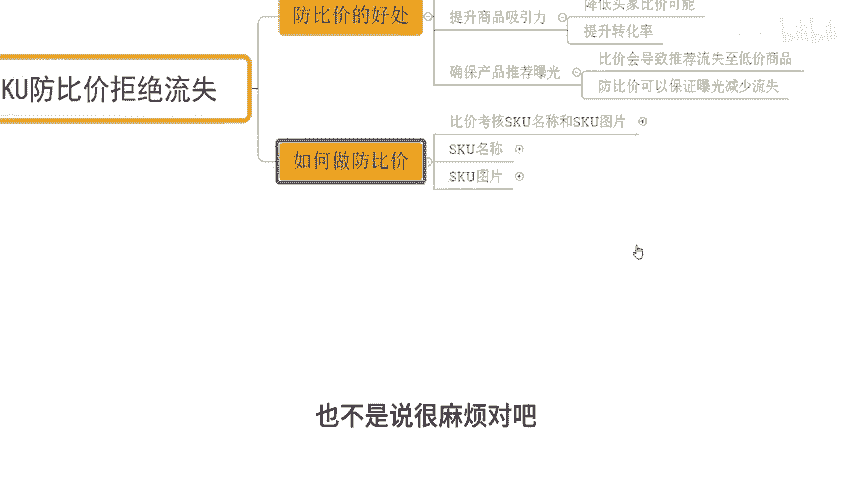 降低买家比价可能
防比价的好处
提升商品吸引力
提升转化率
比价会导致推荐流失至低价商品
确保产品推荐曝光
防比价可以保证曝光减少流失
KU防比价拒绝流失
比价考核SKU名称和SKU图片
如何做防比价
SKU名称
SKU图片
也不是说很麻烦对吧